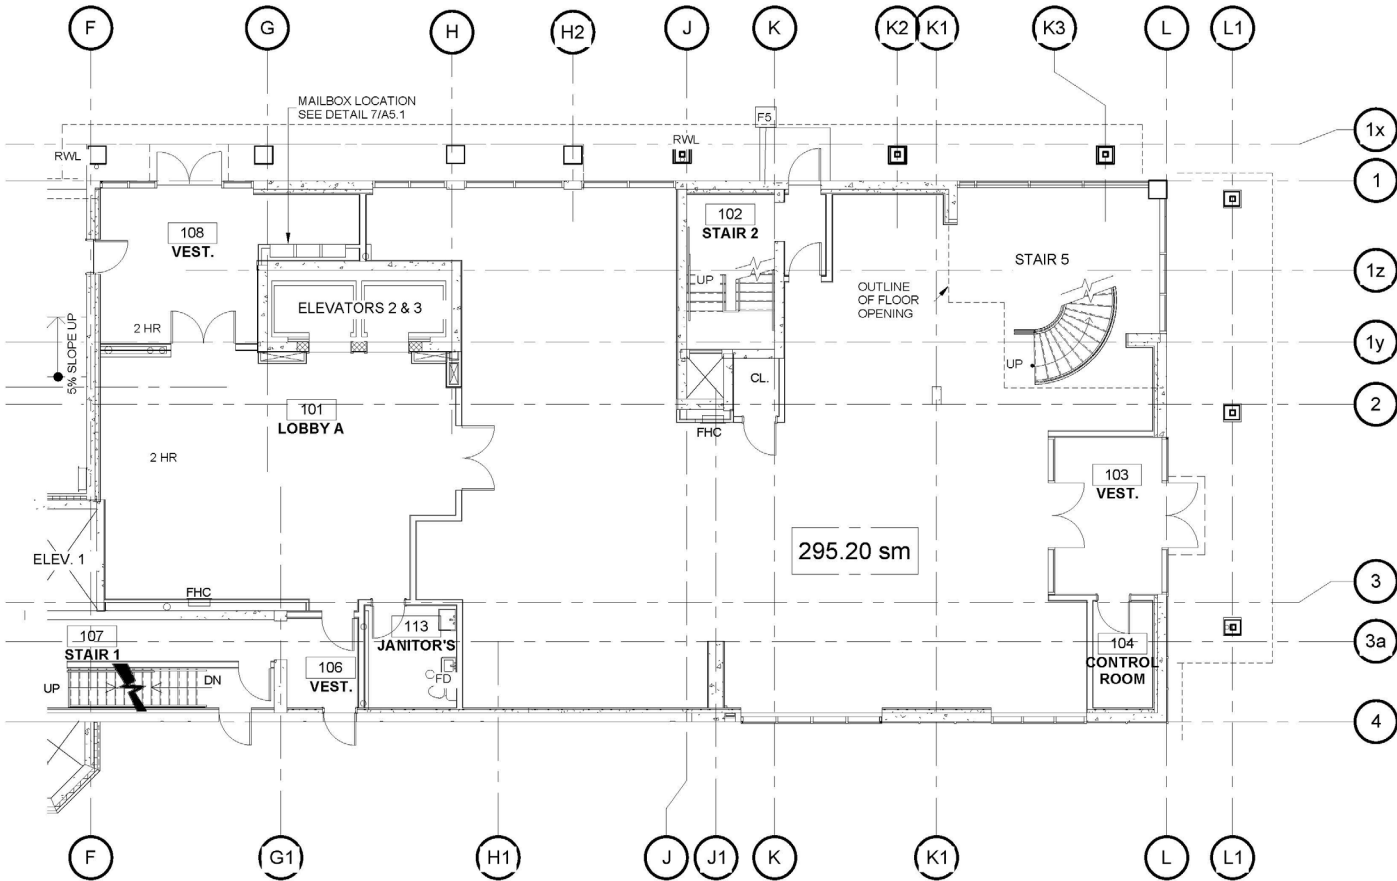 F G H H2 J K K2 K1 K3 L L1
MAILBOX LOCATION
SEE DETAIL 7/A5.1
F5
1x
RWL
RWL
1
102
STAIR 2
108
VEST.
STAIR 5
1z
UP
OUTLINE
OF FLOOR
OPENING
ELEVATORS 2 & 3
2 HR
5% SLOPE UP
1y
UP
CL.
101
LOBBY A
2
FHC
2 HR
103
VEST.
295.20 sm
ELEV. 1
3
FHC
107
STAIR 1
113
JANITOR'S
3a
104
CONTROL
ROOM
106
VEST.
FD
UP
DN
4
F G1 H1 J J1 K K1 L L1